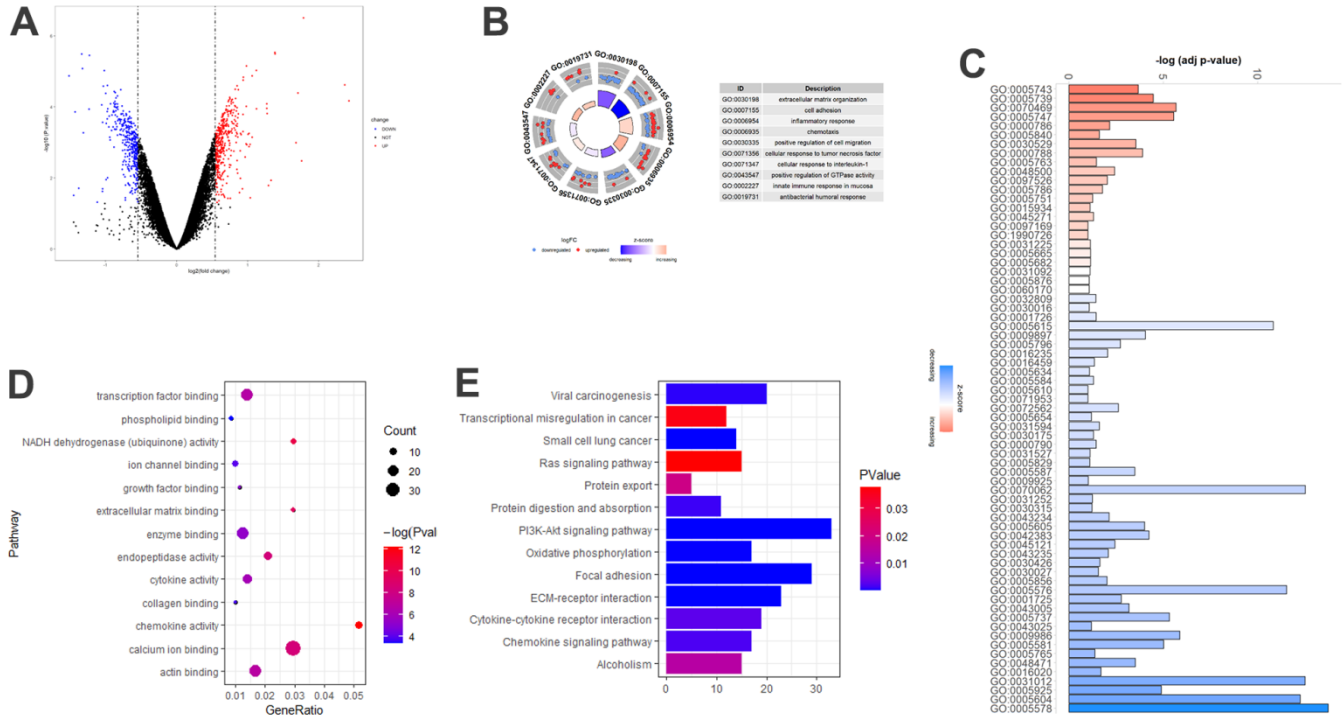 A
-log10 (P.value)
6
4
2
0
-1
0
1
2
log2(fold change)
change
DOWN
NOT
UP
B
GO:0030198
GO:0007155
GO:0006954
GO:0006935
GO:0030335
GO:0071356
GO:0071347
GO:0043547
GO:0002227
GO:0019731
logFC
downregulated
upregulated
z-score
decreasing
increasing
ID Description
GO:0030198 extracellular matrix organization
GO:0007155 cell adhesion
GO:0006954 inflammatory response
GO:0006935 chemotaxis
GO:0030335 positive regulation of cell migration
GO:0071356 cellular response to tumor necrosis factor
GO:0071347 cellular response to interleukin-1
GO:0043547 positive regulation of GTPase activity
GO:0002227 innate immune response in mucosa
GO:0019731 antibacterial humoral response
C
-log (adj p-value)
0 5 10
GO:0005743
GO:0005739
GO:0070469
GO:0005747
GO:0000786
GO:0005840
GO:0030529
GO:0000788
GO:0005763
GO:0048500
GO:0097526
GO:0005786
GO:0005751
GO:0015934
GO:0045271
GO:0097169
GO:1990726
GO:0031225
GO:0005665
GO:0005682
GO:0031092
GO:0005876
GO:0060170
GO:0032809
GO:0030016
GO:0001726
GO:0005615
GO:0009897
GO:0005796
GO:0016235
GO:0016459
GO:0005634
GO:0005584
GO:0005610
GO:0071953
GO:0072562
GO:0005654
GO:0031594
GO:0030175
GO:0000790
GO:0031527
GO:0005829
GO:0005587
GO:0009925
GO:0070062
GO:0031252
GO:0030315
GO:0043234
GO:0005605
GO:0042383
GO:0045121
GO:0043235
GO:0030426
GO:0030027
GO:0005856
GO:0005576
GO:0001725
GO:0043005
GO:0005737
GO:0043025
GO:0009986
GO:0005581
GO:0005765
GO:0048471
GO:0016020
GO:0031012
GO:0005925
GO:0005604
GO:0005578
decreasing
z-score
increasing
D
Pathway
transcription factor binding
phospholipid binding
NADH dehydrogenase (ubiquinone) activity
ion channel binding
growth factor binding
extracellular matrix binding
enzyme binding
endopeptidase activity
cytokine activity
collagen binding
chemokine activity
calcium ion binding
actin binding
0.01 0.02 0.03 0.04 0.05
GeneRatio
Count
10
20
30
-log(Pval
12
10
8
6
4
E
Viral carcinogenesis
Transcriptional misregulation in cancer
Small cell lung cancer
Ras signaling pathway
Protein export
Protein digestion and absorption
PI3K-Akt signaling pathway
Oxidative phosphorylation
Focal adhesion
ECM-receptor interaction
Cytokine-cytokine receptor interaction
Chemokine signaling pathway
Alcoholism
0 10 20 30
PValue
0.03
0.02
0.01